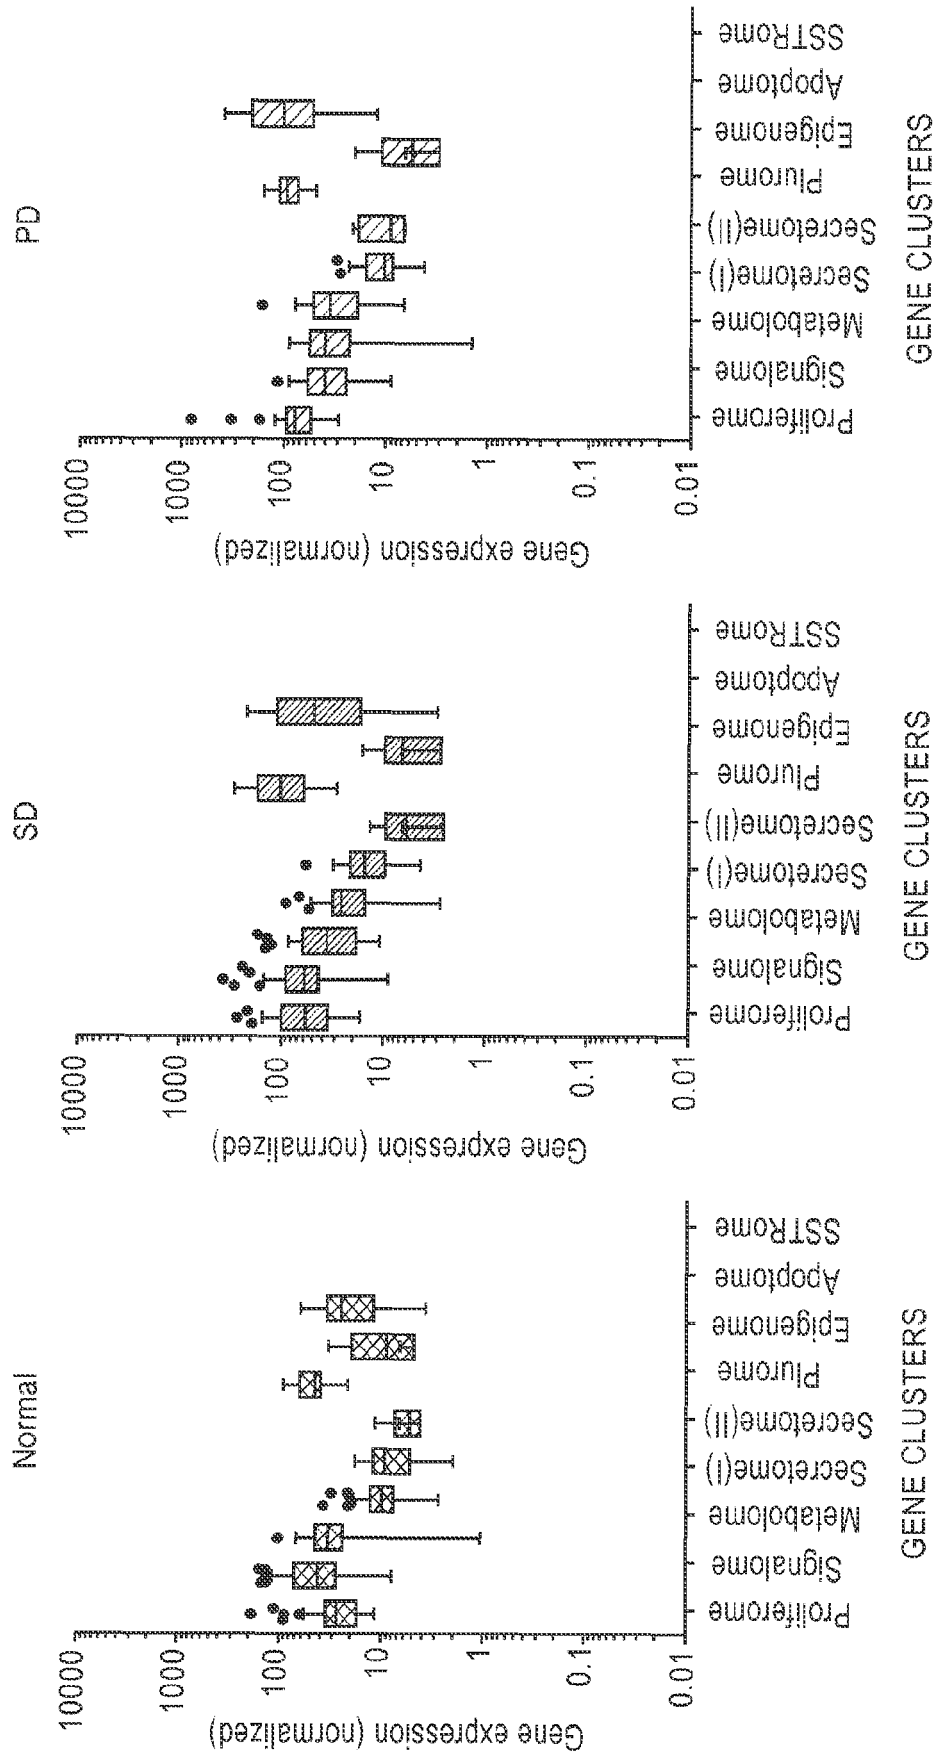 Normal
Gene expression (normalized)
10000
1000
100
10
1
0.1
0.01
Proliferome
Signalome
Metabolome
Secretome(I)
Secretome(II)
Plurome
Epigenome
Apoptome
SSTRome
GENE CLUSTERS
SD
Gene expression (normalized)
10000
1000
100
10
1
0.1
0.01
Proliferome
Signalome
Metabolome
Secretome(I)
Secretome(II)
Plurome
Epigenome
Apoptome
SSTRome
GENE CLUSTERS
PD
Gene expression (normalized)
10000
1000
100
10
1
0.1
0.01
Proliferome
Signalome
Metabolome
Secretome(I)
Secretome(II)
Plurome
Epigenome
Apoptome
SSTRome
GENE CLUSTERS